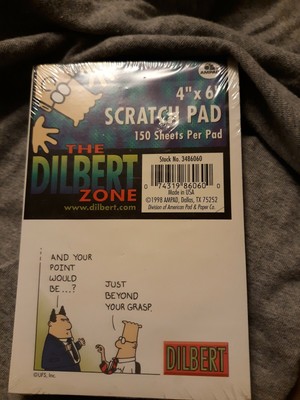 AMPAD
4" x 6"
SCRATCH PAD
150 Sheets Per Pad
THE
DILBERT
ZONE
www.dilbert.com
Stock No. 3486060
0 74319 86060 0
Made in USA
©1998 AMPAD, Dallas, TX 75252
Division of American Pad & Paper Co.
AND YOUR
POINT
WOULD
BE...?
JUST
BEYOND
YOUR GRASP.
©UFS, Inc.
DILBERT